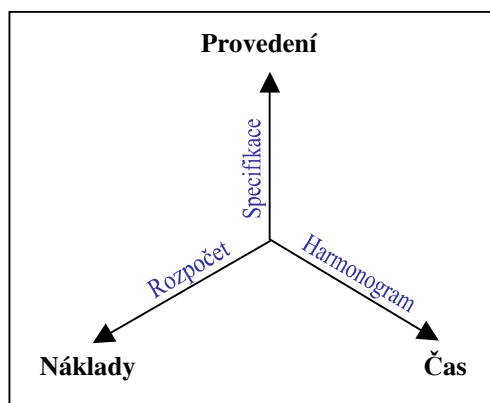 Provedení
Specifikace
Rozpočet
Harmonogram
Náklady
Čas